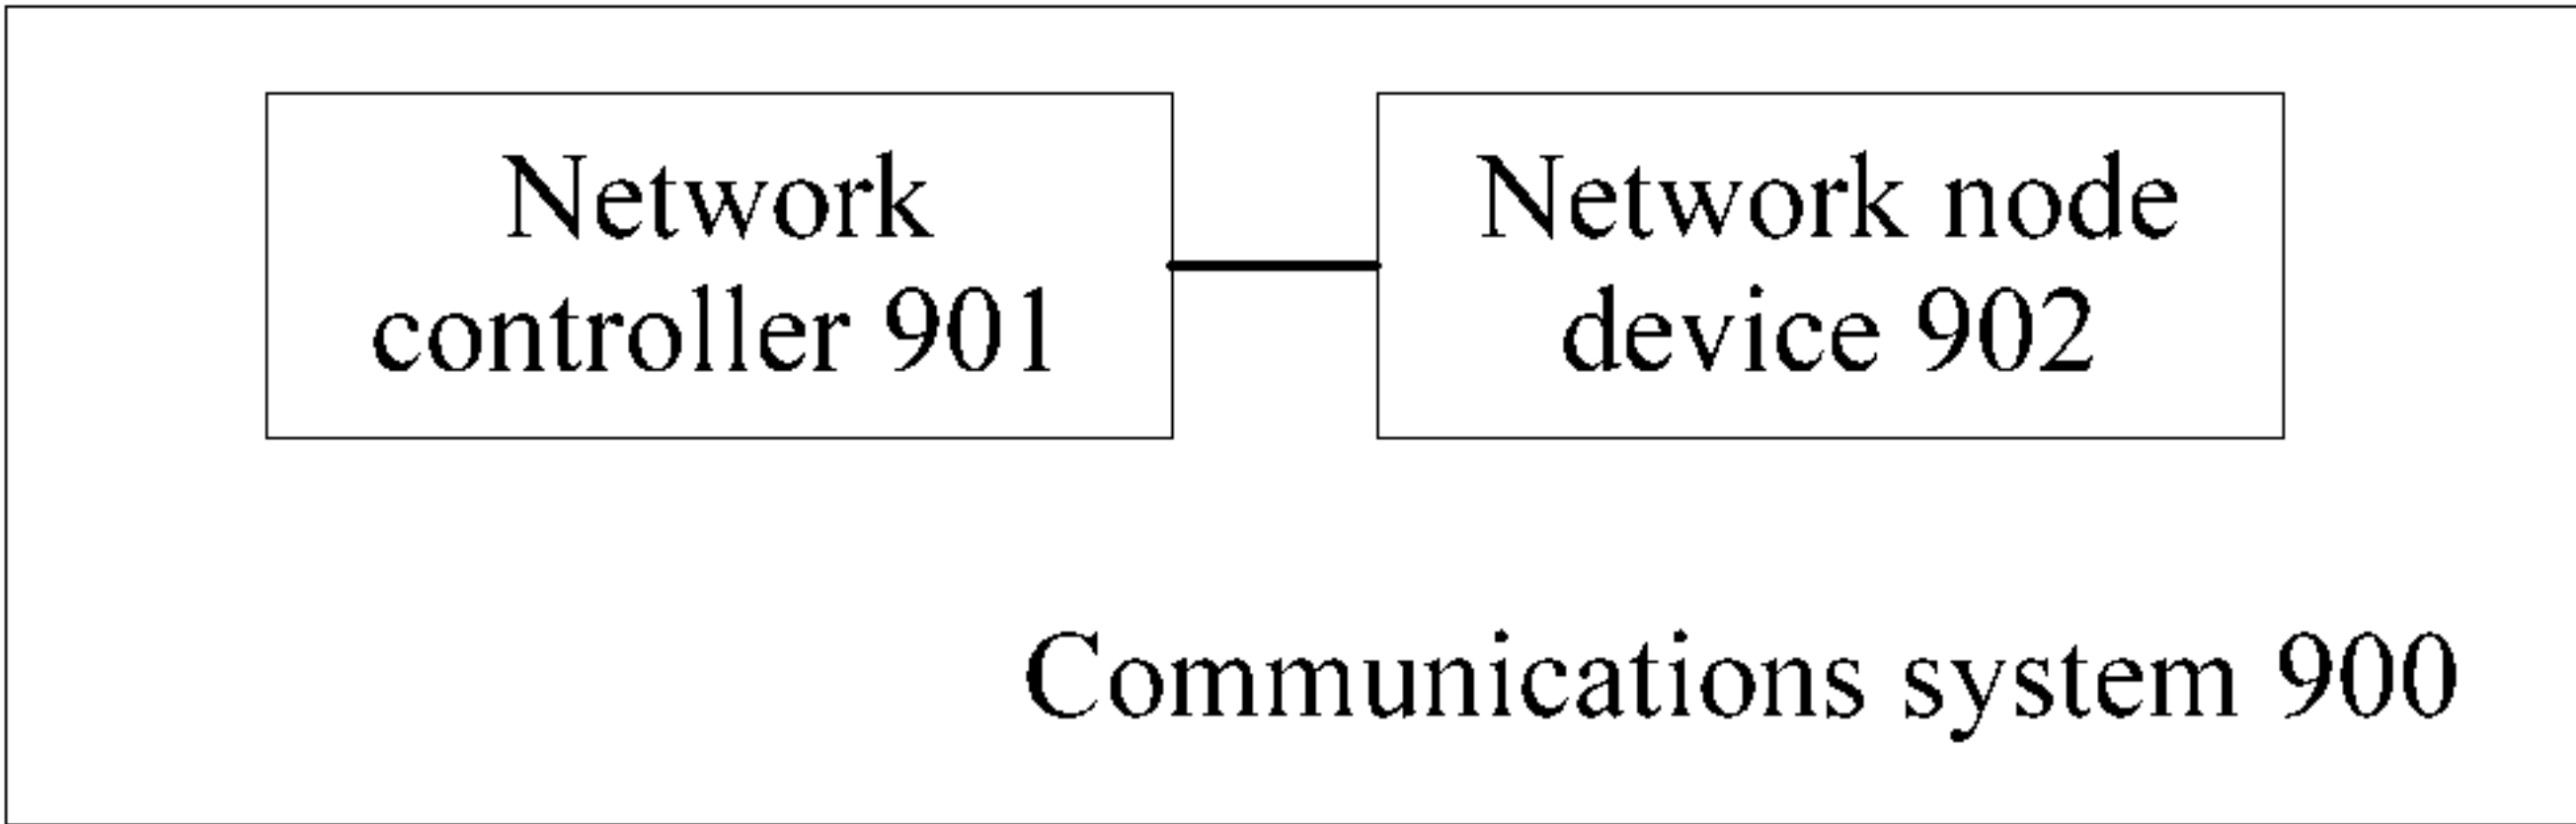 Network
controller 901
Network node
device 902
Communications system 900